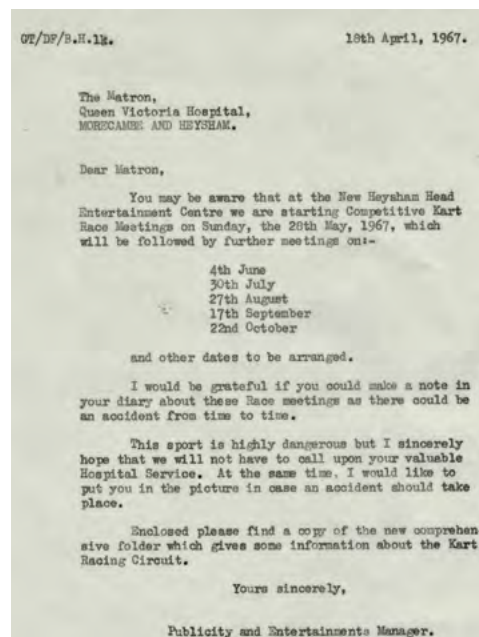 GT/DF/B.H.1k. 18th April, 1967.
The Matron,
Queen Victoria Hospital,
MORECAMBE AND HEYSHAM.
Dear Matron,
You may be aware that at the New Heysham Head
Entertainment Centre we are starting Competitive Kart
Race Meetings on Sunday, the 28th May, 1967, which
will be followed by further meetings on:-
4th June
30th July
27th August
17th September
22nd October
and other dates to be arranged.
I would be grateful if you could make a note in
your diary about these Race meetings as there could be
an accident from time to time.
This sport is highly dangerous but I sincerely
hope that we will not have to call upon your valuable
Hospital Service. At the same time, I would like to
put you in the picture in case an accident should take
place.
Enclosed please find a copy of the new comprehen
sive folder which gives some information about the Kart
Racing Circuit.
Yours sincerely,
Publicity and Entertainments Manager.